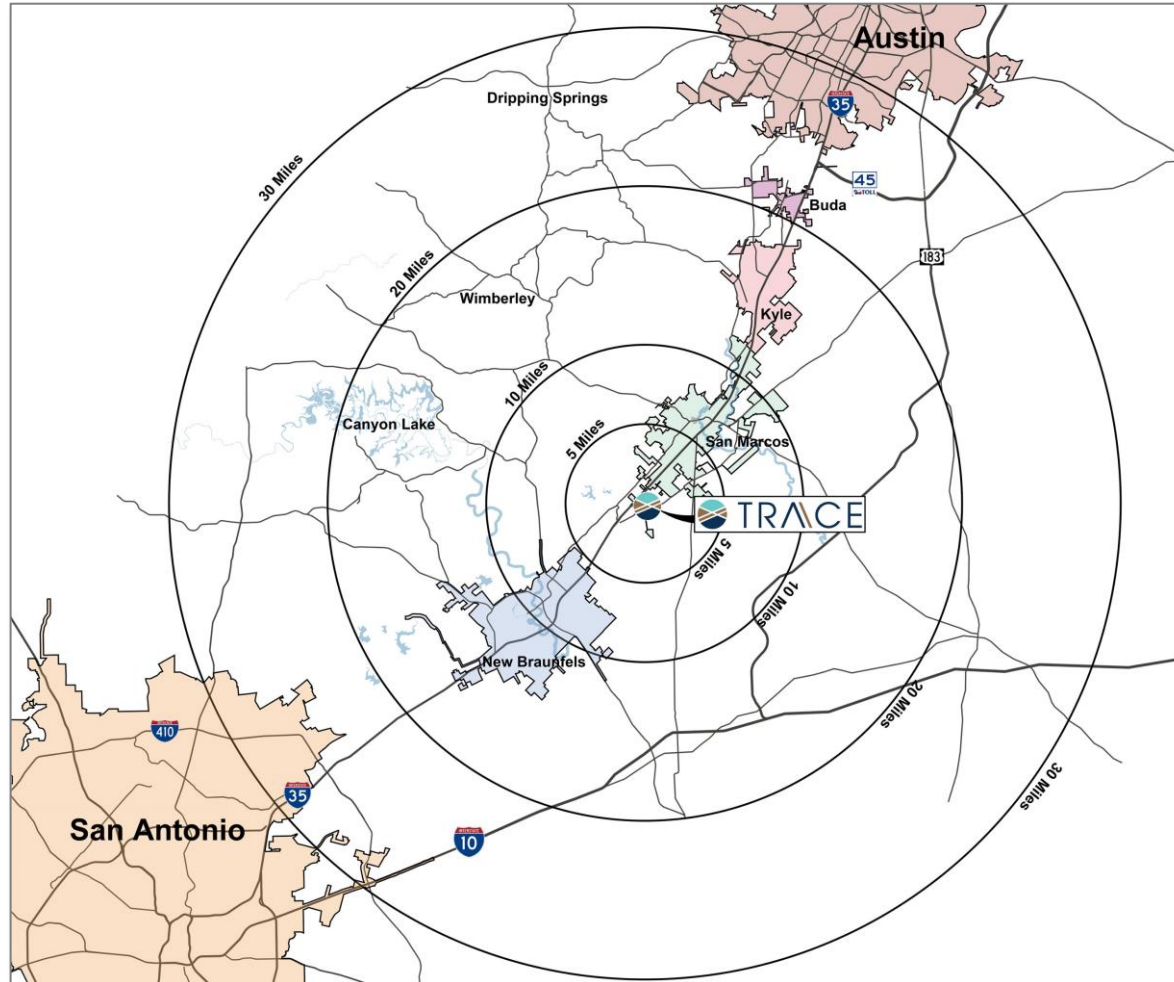 Austin
35
Dripping Springs
30 Miles
45
TOLL
Buda
183
20 Miles
Wimberley
Kyle
10 Miles
Canyon Lake
5 Miles
San Marcos
TRACE
5 Miles
10 Miles
New Braunfels
20 Miles
410
35
30 Miles
San Antonio
10